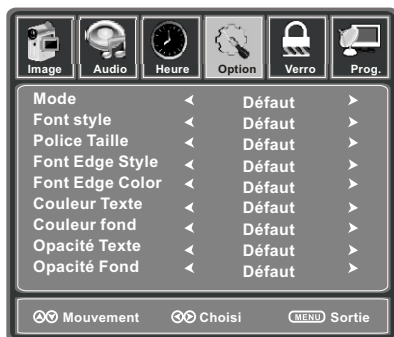 Image Audio Heure Option Verro Prog.
Mode Défaut
Font style Défaut
Police Taille Défaut
Font Edge Style Défaut
Font Edge Color Défaut
Couleur Texte Défaut
Couleur fond Défaut
Opacité Texte Défaut
Opacité Fond Défaut
Mouvement Choisi MENU Sortie